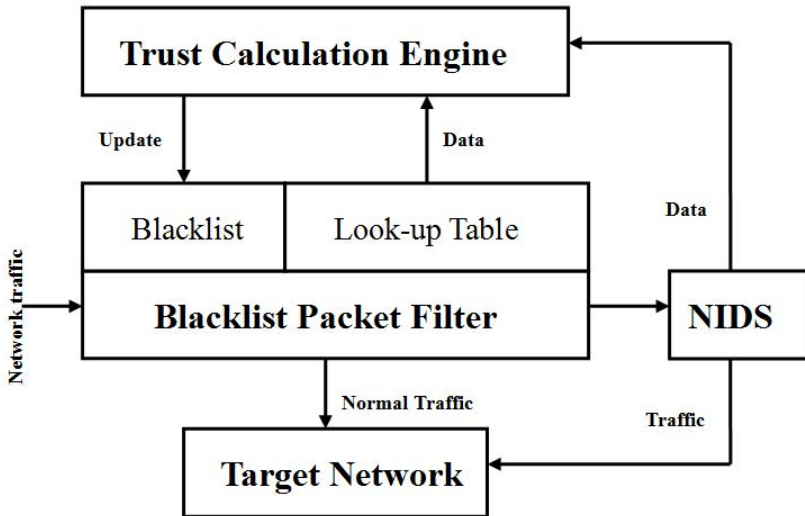 Trust Calculation Engine
Update
Data
Data
Blacklist
Look-up Table
Network traffic
Blacklist Packet Filter
NIDS
Normal Traffic
Traffic
Target Network